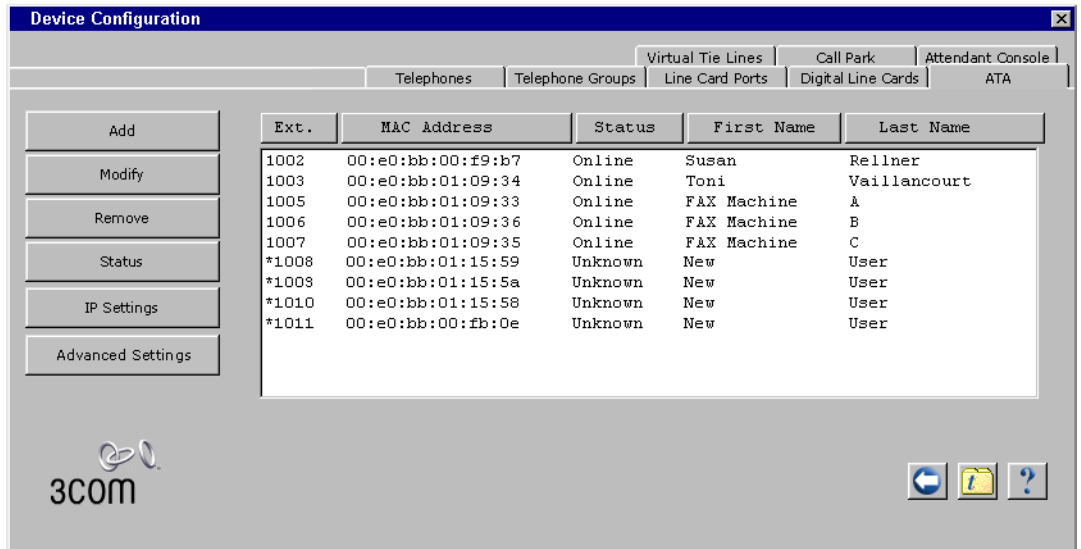 Device Configuration
Virtual Tie Lines Call Park Attendant Console
Telephones Telephone Groups Line Card Ports Digital Line Cards ATA
Add
Modify
Remove
Status
IP Settings
Advanced Settings
Ext. MAC Address Status First Name Last Name
1002 00:e0:bb:00:f9:b7 Online Susan Rellner
1003 00:e0:bb:01:09:34 Online Toni Vaillancourt
1005 00:e0:bb:01:09:33 Online FAX Machine A
1006 00:e0:bb:01:09:36 Online FAX Machine B
1007 00:e0:bb:01:09:35 Online FAX Machine C
*1008 00:e0:bb:01:15:59 Unknown New User
*1009 00:e0:bb:01:15:5a Unknown New User
*1010 00:e0:bb:01:15:58 Unknown New User
*1011 00:e0:bb:00:fb:0e Unknown New User
3COM
t ?